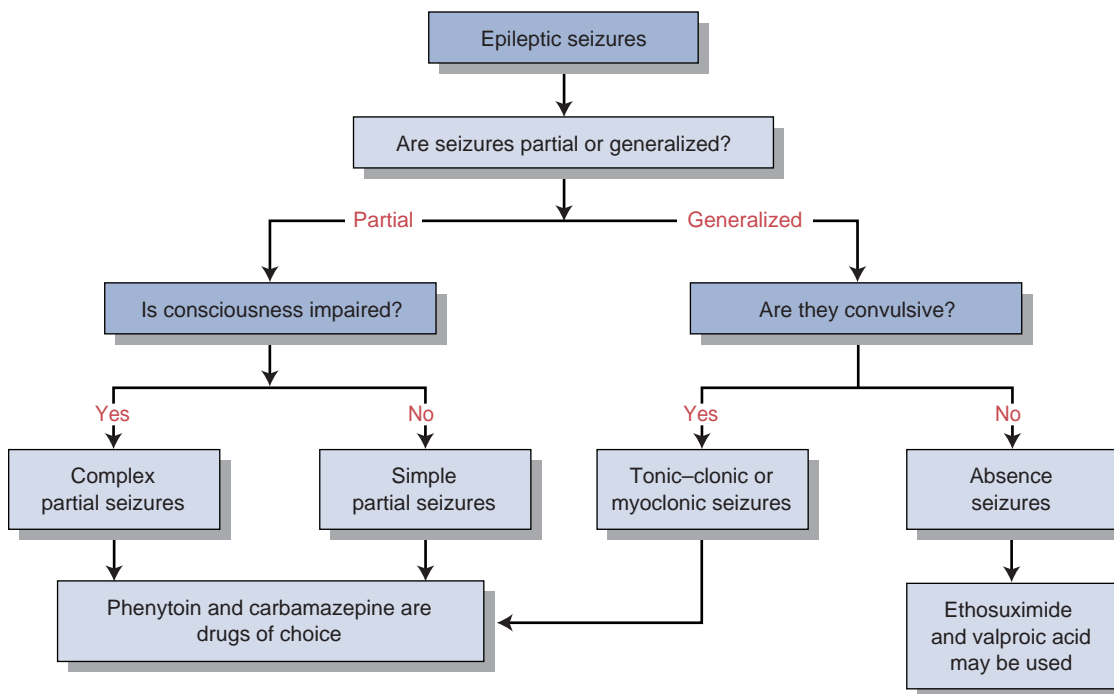 Epileptic seizures
Are seizures partial or generalized?
Partial
Generalized
Is consciousness impaired?
Are they convulsive?
Yes
No
Yes
No
Complex
partial seizures
Simple
partial seizures
Tonic–clonic or
myoclonic seizures
Absence
seizures
Phenytoin and carbamazepine are
drugs of choice
Ethosuximide
and valproic acid
may be used